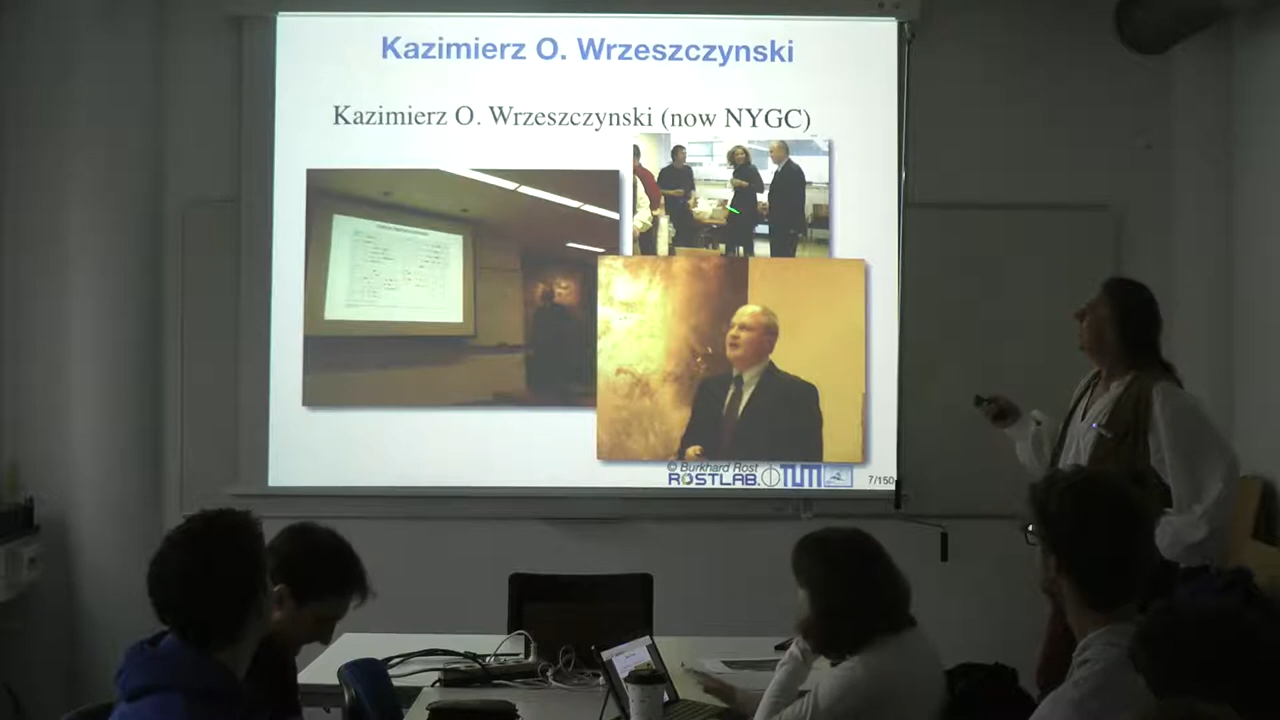 Kazimierz O. Wrzeszczynski
Kazimierz O. Wrzeszczynski (now NYGC)
© Burkhard Rost
ROSTLAB.
TUM
7/150